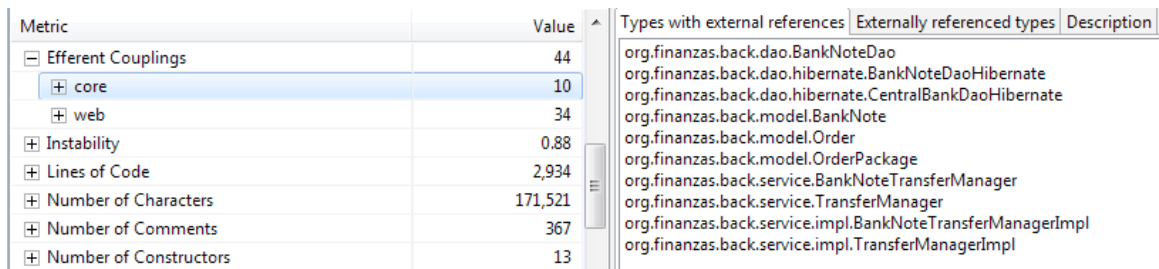 Metric Value
Efferent Couplings 44
core 10
web 34
Instability 0.88
Lines of Code 2,934
Number of Characters 171,521
Number of Comments 367
Number of Constructors 13
Types with external references Externally referenced types Description
org.finanzas.back.dao.BankNoteDao
org.finanzas.back.dao.hibernate.BankNoteDaoHibernate
org.finanzas.back.dao.hibernate.CentralBankDaoHibernate
org.finanzas.back.model.BankNote
org.finanzas.back.model.Order
org.finanzas.back.model.OrderPackage
org.finanzas.back.service.BankNoteTransferManager
org.finanzas.back.service.TransferManager
org.finanzas.back.service.impl.BankNoteTransferManagerImpl
org.finanzas.back.service.impl.TransferManagerImpl